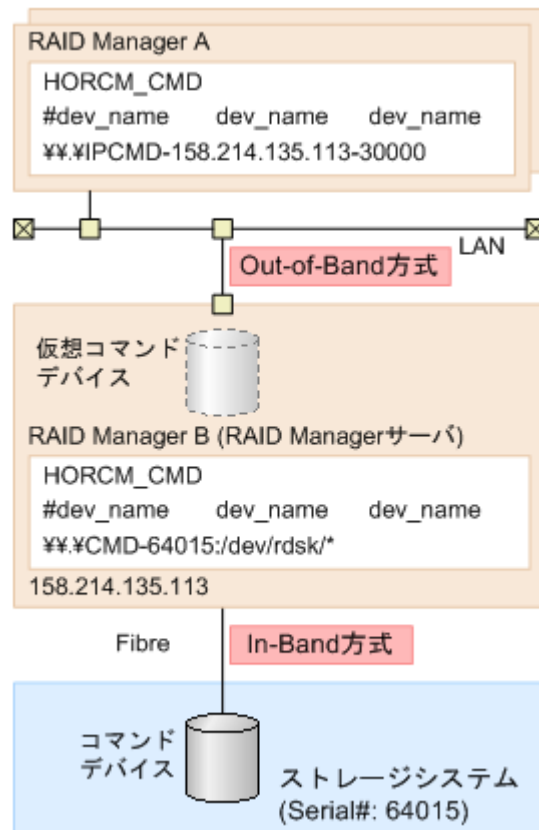 RAID Manager A
HORCM_CMD
#dev_name dev_name dev_name
¥¥.¥IPCMD-158.214.135.113-30000
LAN
Out-of-Band方式
仮想コマンド
デバイス
RAID Manager B (RAID Managerサーバ)
HORCM_CMD
#dev_name dev_name dev_name
¥¥.¥CMD-64015:/dev/rdsk/*
158.214.135.113
Fibre
In-Band方式
コマンド
デバイス
ストレージシステム
(Serial#: 64015)